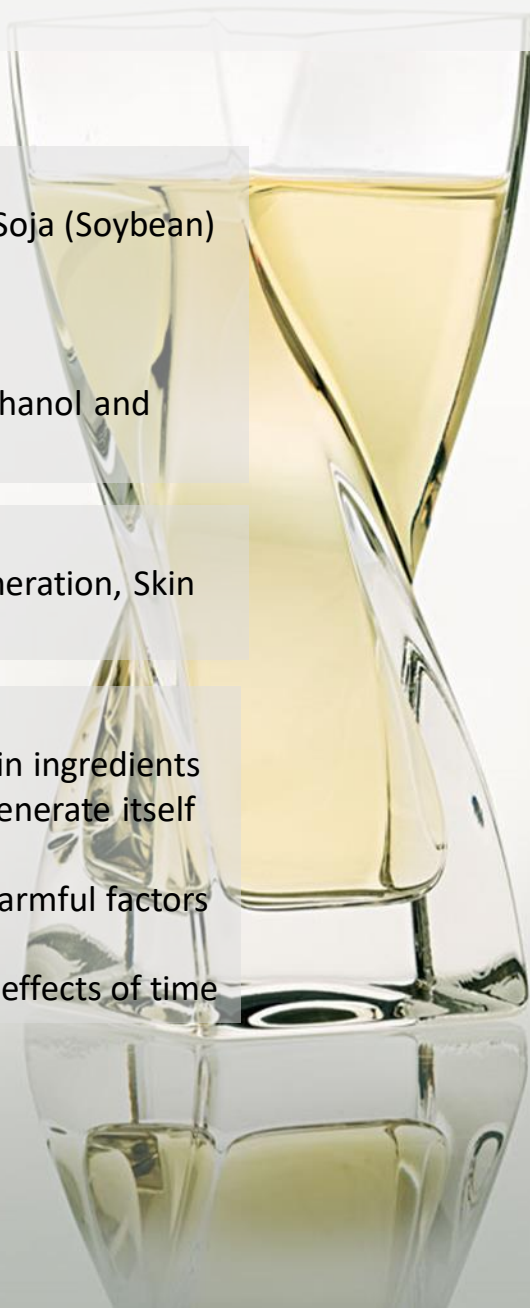 Soja (Soybean)
hanol and
neration, Skin
in ingredients
enerate itself
armful factors
effects of time